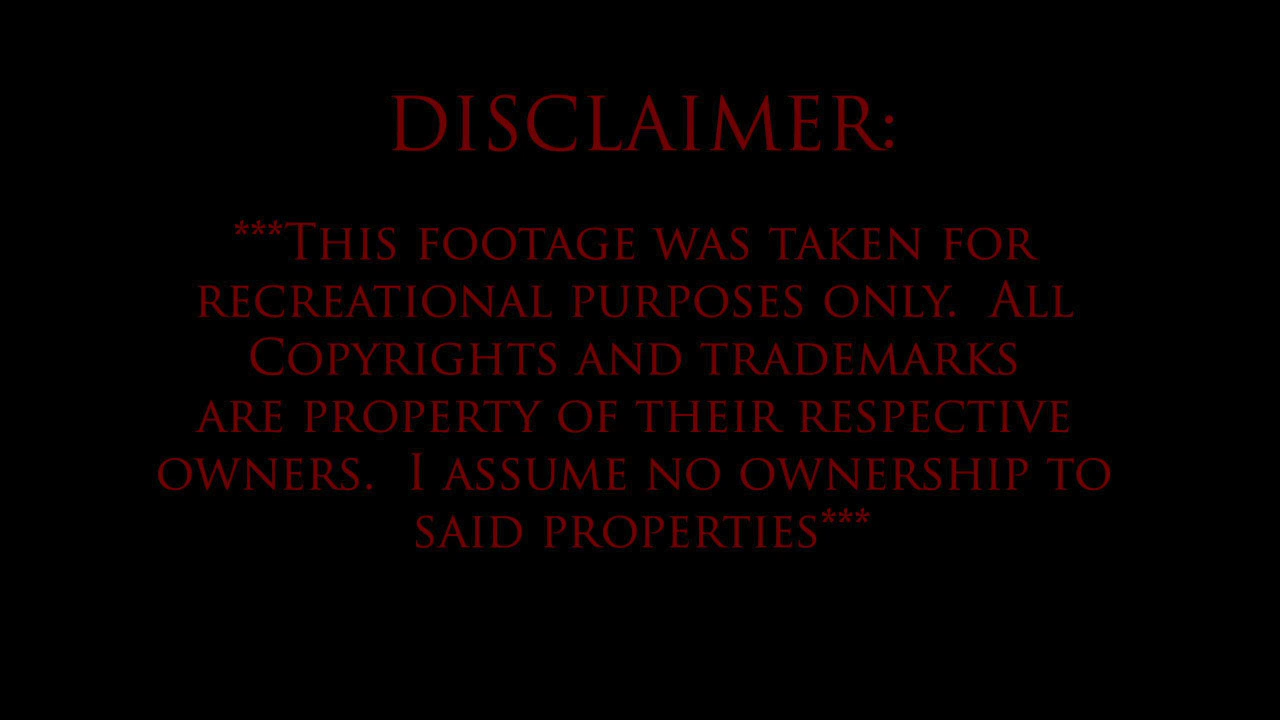 DISCLAIMER:
***This footage was taken for
recreational purposes only.  All
Copyrights and trademarks
are property of their respective
owners.  I assume no ownership to
said properties***